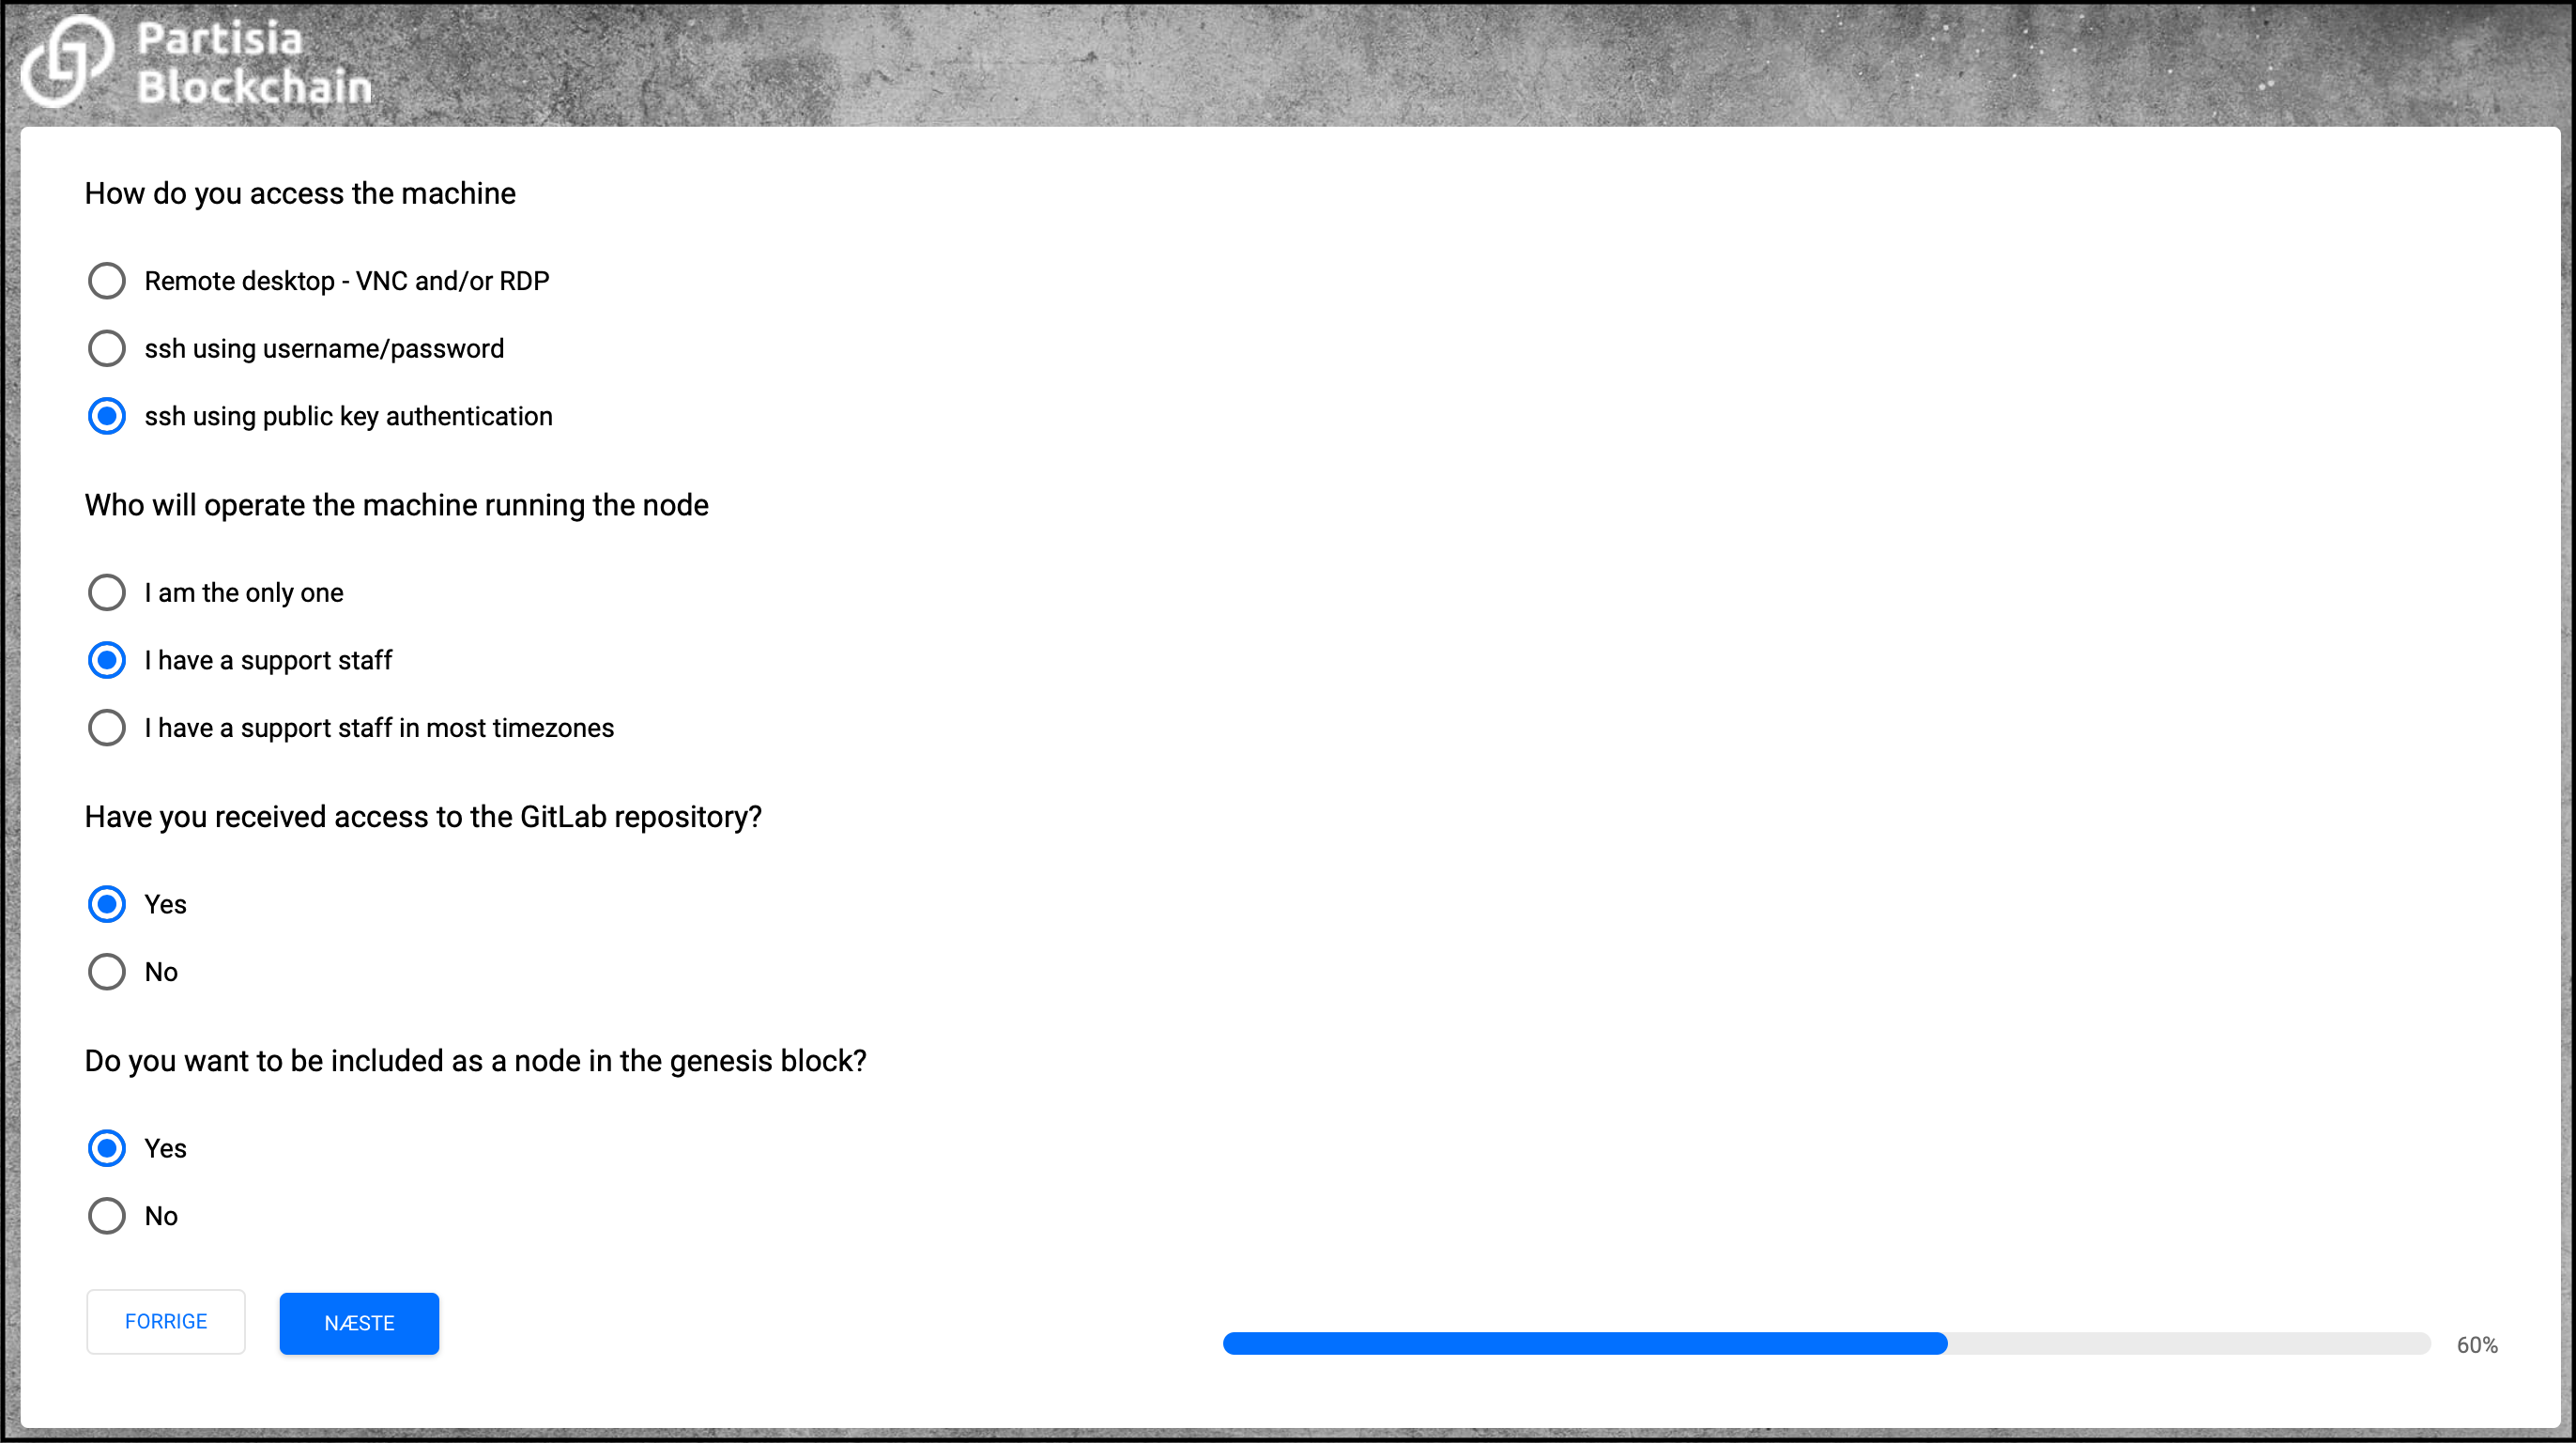 Partisia
Blockchain
How do you access the machine
Remote desktop - VNC and/or RDP
ssh using username/password
ssh using public key authentication
Who will operate the machine running the node
I am the only one
I have a support staff
I have a support staff in most timezones
Have you received access to the GitLab repository?
Yes
No
Do you want to be included as a node in the genesis block?
Yes
No
FORRIGE
NÆSTE
60%